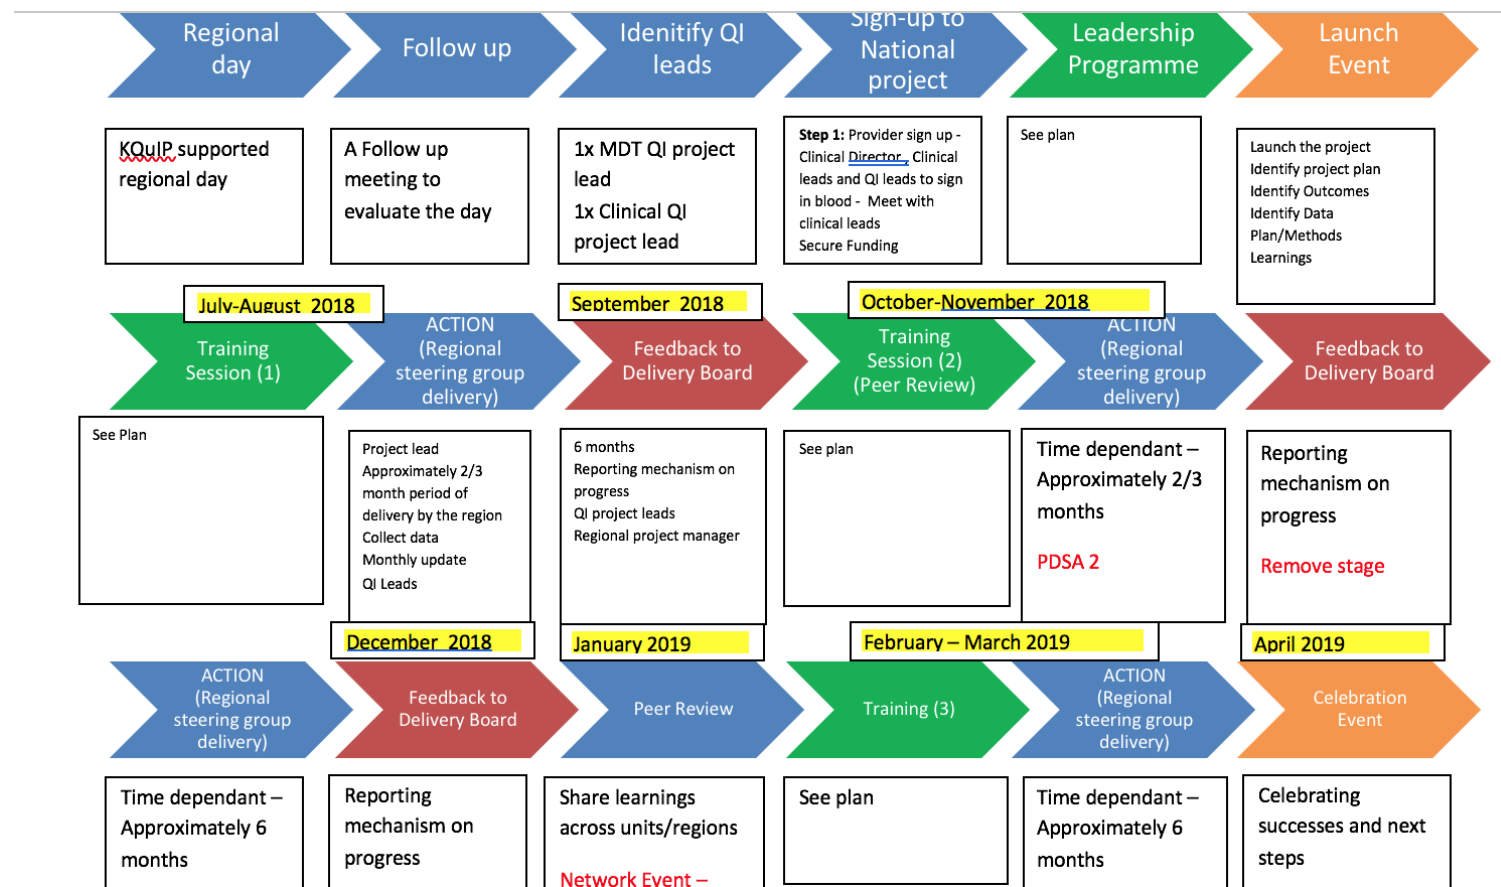 Regional
day
Follow up
Idenitify QI
leads
Sign-up to
National
project
Leadership
Programme
Launch
Event
KQuIP supported
regional day
A Follow up
meeting to
evaluate the day
1x MDT QI project
lead
1x Clinical QI
project lead
Step 1: Provider sign up -
Clinical Director , Clinical
leads and QI leads to sign
in blood - Meet with
clinical leads
Secure Funding
See plan
Launch the project
Identify project plan
Identify Outcomes
Identify Data
Plan/Methods
Learnings
July-August 2018
September 2018
October-November 2018
Training
Session (1)
ACTION
(Regional
steering group
delivery)
Feedback to
Delivery Board
Training
Session (2)
(Peer Review)
ACTION
(Regional
steering group
delivery)
Feedback to
Delivery Board
See Plan
Project lead
Approximately 2/3
month period of
delivery by the region
Collect data
Monthly update
QI Leads
6 months
Reporting mechanism on
progress
QI project leads
Regional project manager
See plan
Time dependant –
Approximately 2/3
months
PDSA 2
Reporting
mechanism on
progress
Remove stage
December 2018
January 2019
February – March 2019
April 2019
ACTION
(Regional
steering group
delivery)
Feedback to
Delivery Board
Peer Review
Training (3)
ACTION
(Regional
steering group
delivery)
Celebration
Event
Time dependant –
Approximately 6
months
Reporting
mechanism on
progress
Share learnings
across units/regions
Network Event –
See plan
Time dependant –
Approximately 6
months
Celebrating
successes and next
steps